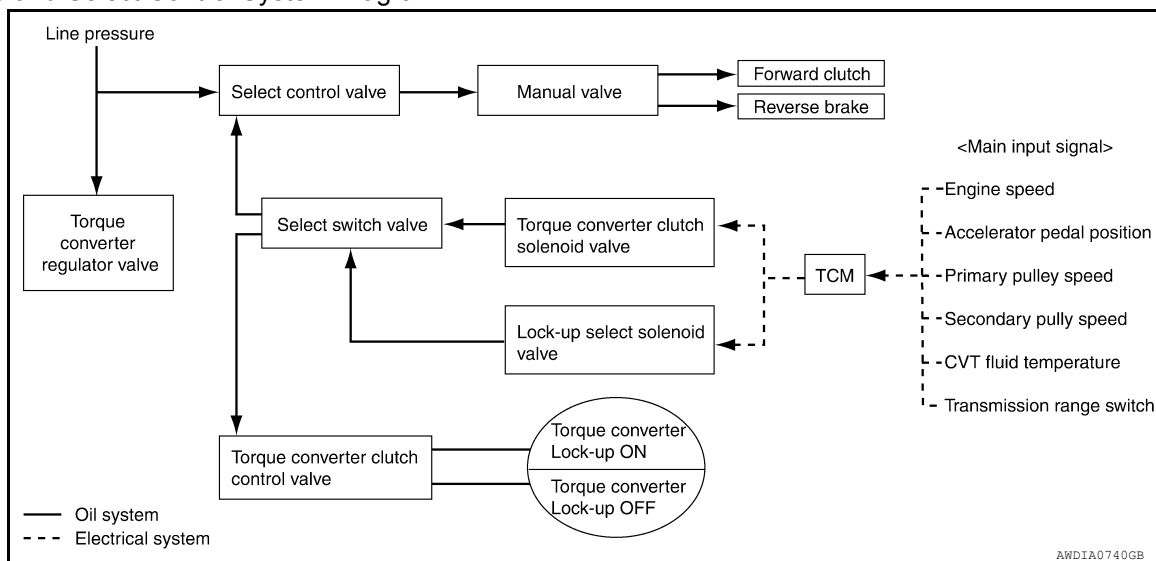 Line pressure
Select control valve
Manual valve
Forward clutch
Reverse brake
<Main input signal>
Torque
converter
regulator valve
Select switch valve
Torque converter clutch
solenoid valve
Lock-up select solenoid
valve
TCM
Engine speed
Accelerator pedal position
Primary pulley speed
Secondary pully speed
CVT fluid temperature
Transmission range switch
Torque converter clutch
control valve
Torque converter
Lock-up ON
Torque converter
Lock-up OFF
Oil system
Electrical system
AWDIA0740GB